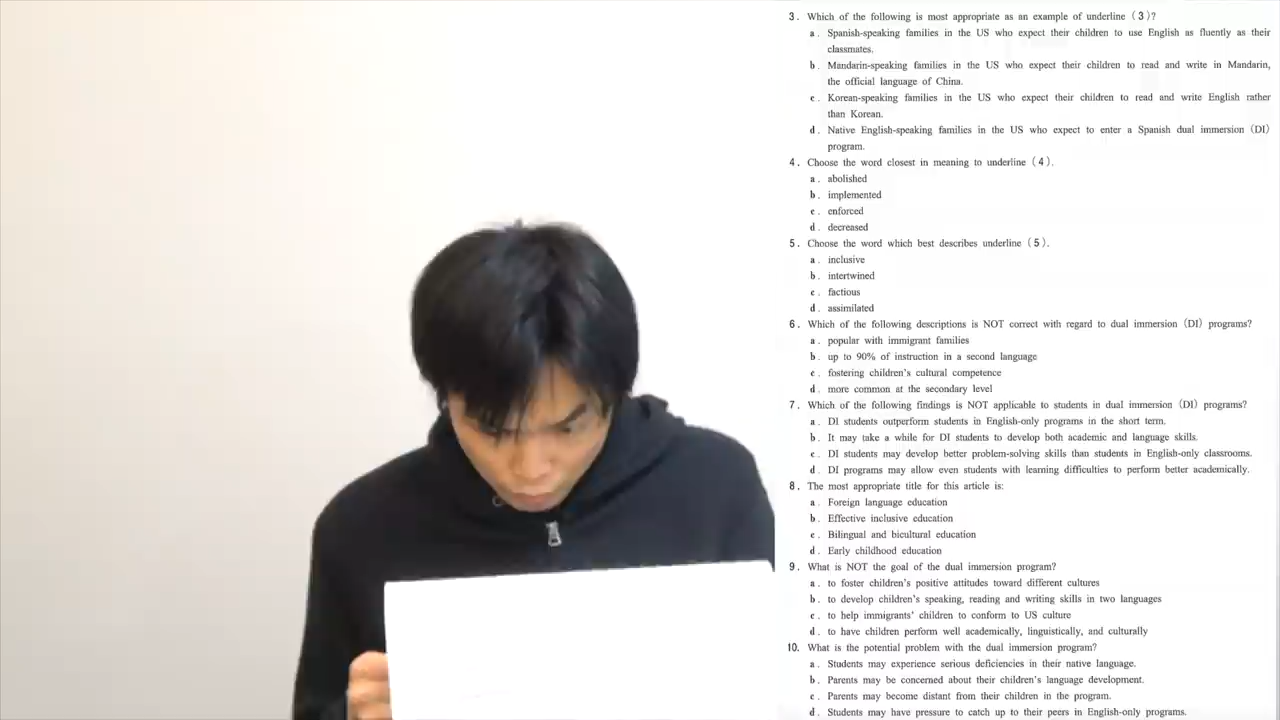 3. Which of the following is most appropriate as an example of underline (3)?
a. Spanish-speaking families in the US who expect their children to use English as fluently as their
classmates.
b. Mandarin-speaking families in the US who expect their children to read and write in Mandarin,
the official language of China.
c. Korean-speaking families in the US who expect their children to read and write English rather
than Korean.
d. Native English-speaking families in the US who expect to enter a Spanish dual immersion (DI)
program.
4. Choose the word closest in meaning to underline (4).
a. abolished
b. implemented
c. enforced
d. decreased
5. Choose the word which best describes underline (5).
a. inclusive
b. intertwined
c. factious
d. assimilated
6. Which of the following descriptions is NOT correct with regard to dual immersion (DI) programs?
a. popular with immigrant families
b. up to 90% of instruction in a second language
c. fostering children's cultural competence
d. more common at the secondary level
7. Which of the following findings is NOT applicable to students in dual immersion (DI) programs?
a. DI students outperform students in English-only programs in the short term.
b. It may take a while for DI students to develop both academic and language skills.
c. DI students may develop better problem-solving skills than students in English-only classrooms.
d. DI programs may allow even students with learning difficulties to perform better academically.
8. The most appropriate title for this article is:
a. Foreign language education
b. Effective inclusive education
c. Bilingual and bicultural education
d. Early childhood education
9. What is NOT the goal of the dual immersion program?
a. to foster children's positive attitudes toward different cultures
b. to develop children's speaking, reading and writing skills in two languages
c. to help immigrants' children to conform to US culture
d. to have children perform well academically, linguistically, and culturally
10. What is the potential problem with the dual immersion program?
a. Students may experience serious deficiencies in their native language.
b. Parents may be concerned about their children's language development.
c. Parents may become distant from their children in the program.
d. Students may have pressure to catch up to their peers in English-only programs.